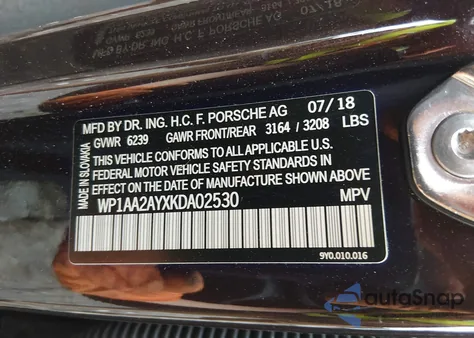 MFD BY DR. ING. H.C. F. PORSCHE AG 07/18
GVWR 6239 GAWR FRONT/REAR 3164 / 3208 LBS
THIS VEHICLE CONFORMS TO ALL APPLICABLE U.S.
FEDERAL MOTOR VEHICLE SAFETY STANDARDS IN
EFFECT ON THE DATE OF MANUFACTURE SHOWN ABOVE.
WP1AA2AYXKDA02530 MPV
9Y0.010.016
MADE IN SLOVAKIA
autoSnap